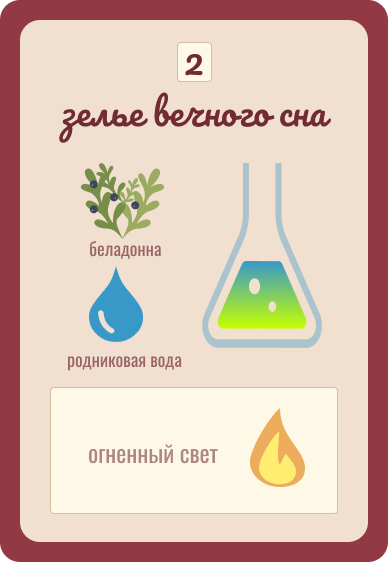 2
зелье вечного сна
беладонна
родниковая вода
огненный свет